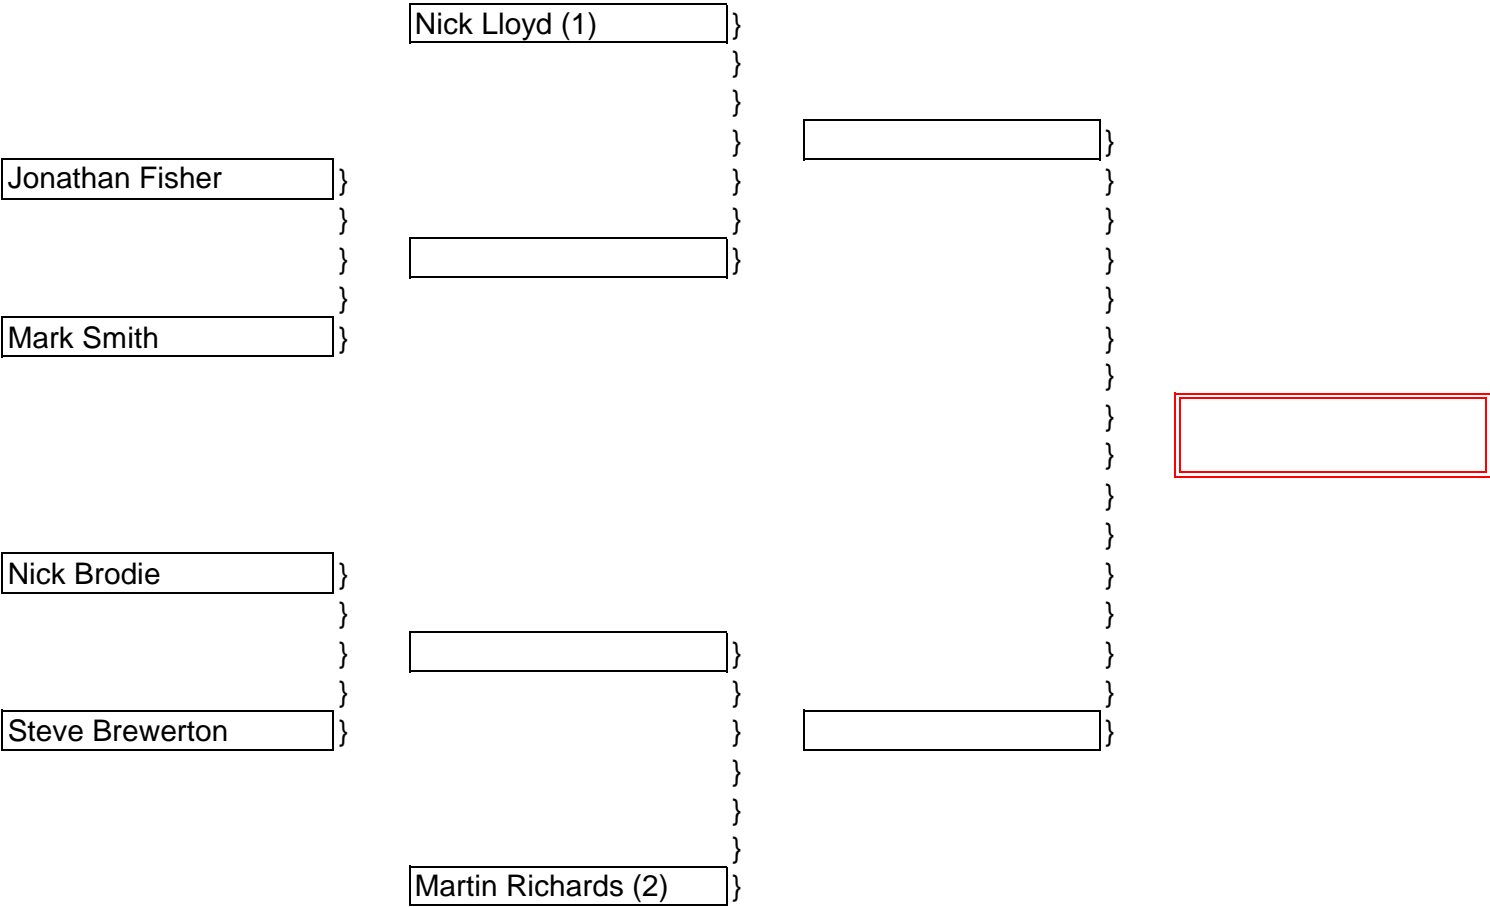 Nick Lloyd (1) }
}
}
} }
Jonathan Fisher } } }
} } }
} } }
} }
Mark Smith } }
}
}
}
}
}
Nick Brodie } }
} }
} } }
} } }
Steve Brewerton } } }
}
}
}
Martin Richards (2) }